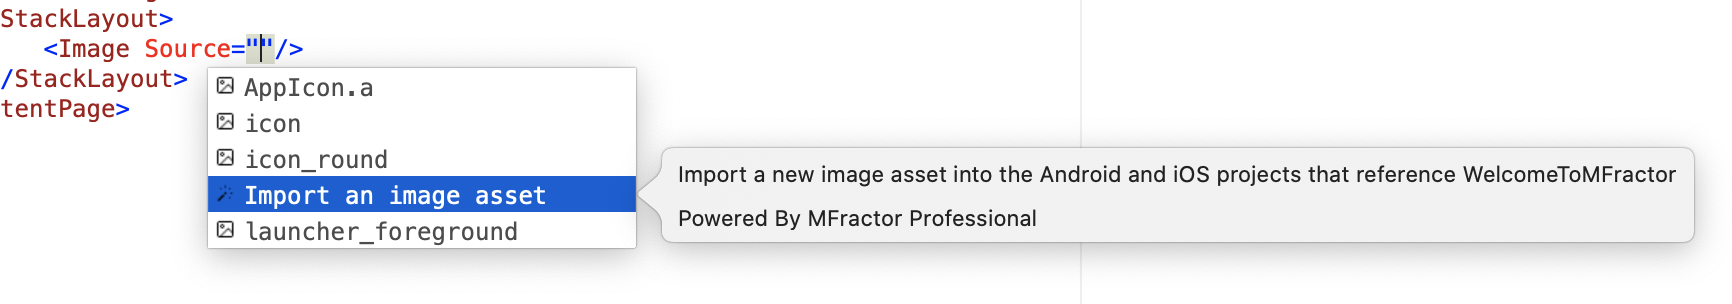 StackLayout>
<Image Source=""/>
/StackLayout>
tentPage>
AppIcon.a
icon
icon_round
Import an image asset
launcher_foreground
Import a new image asset into the Android and iOS projects that reference WelcomeToMFractor
Powered By MFractor Professional